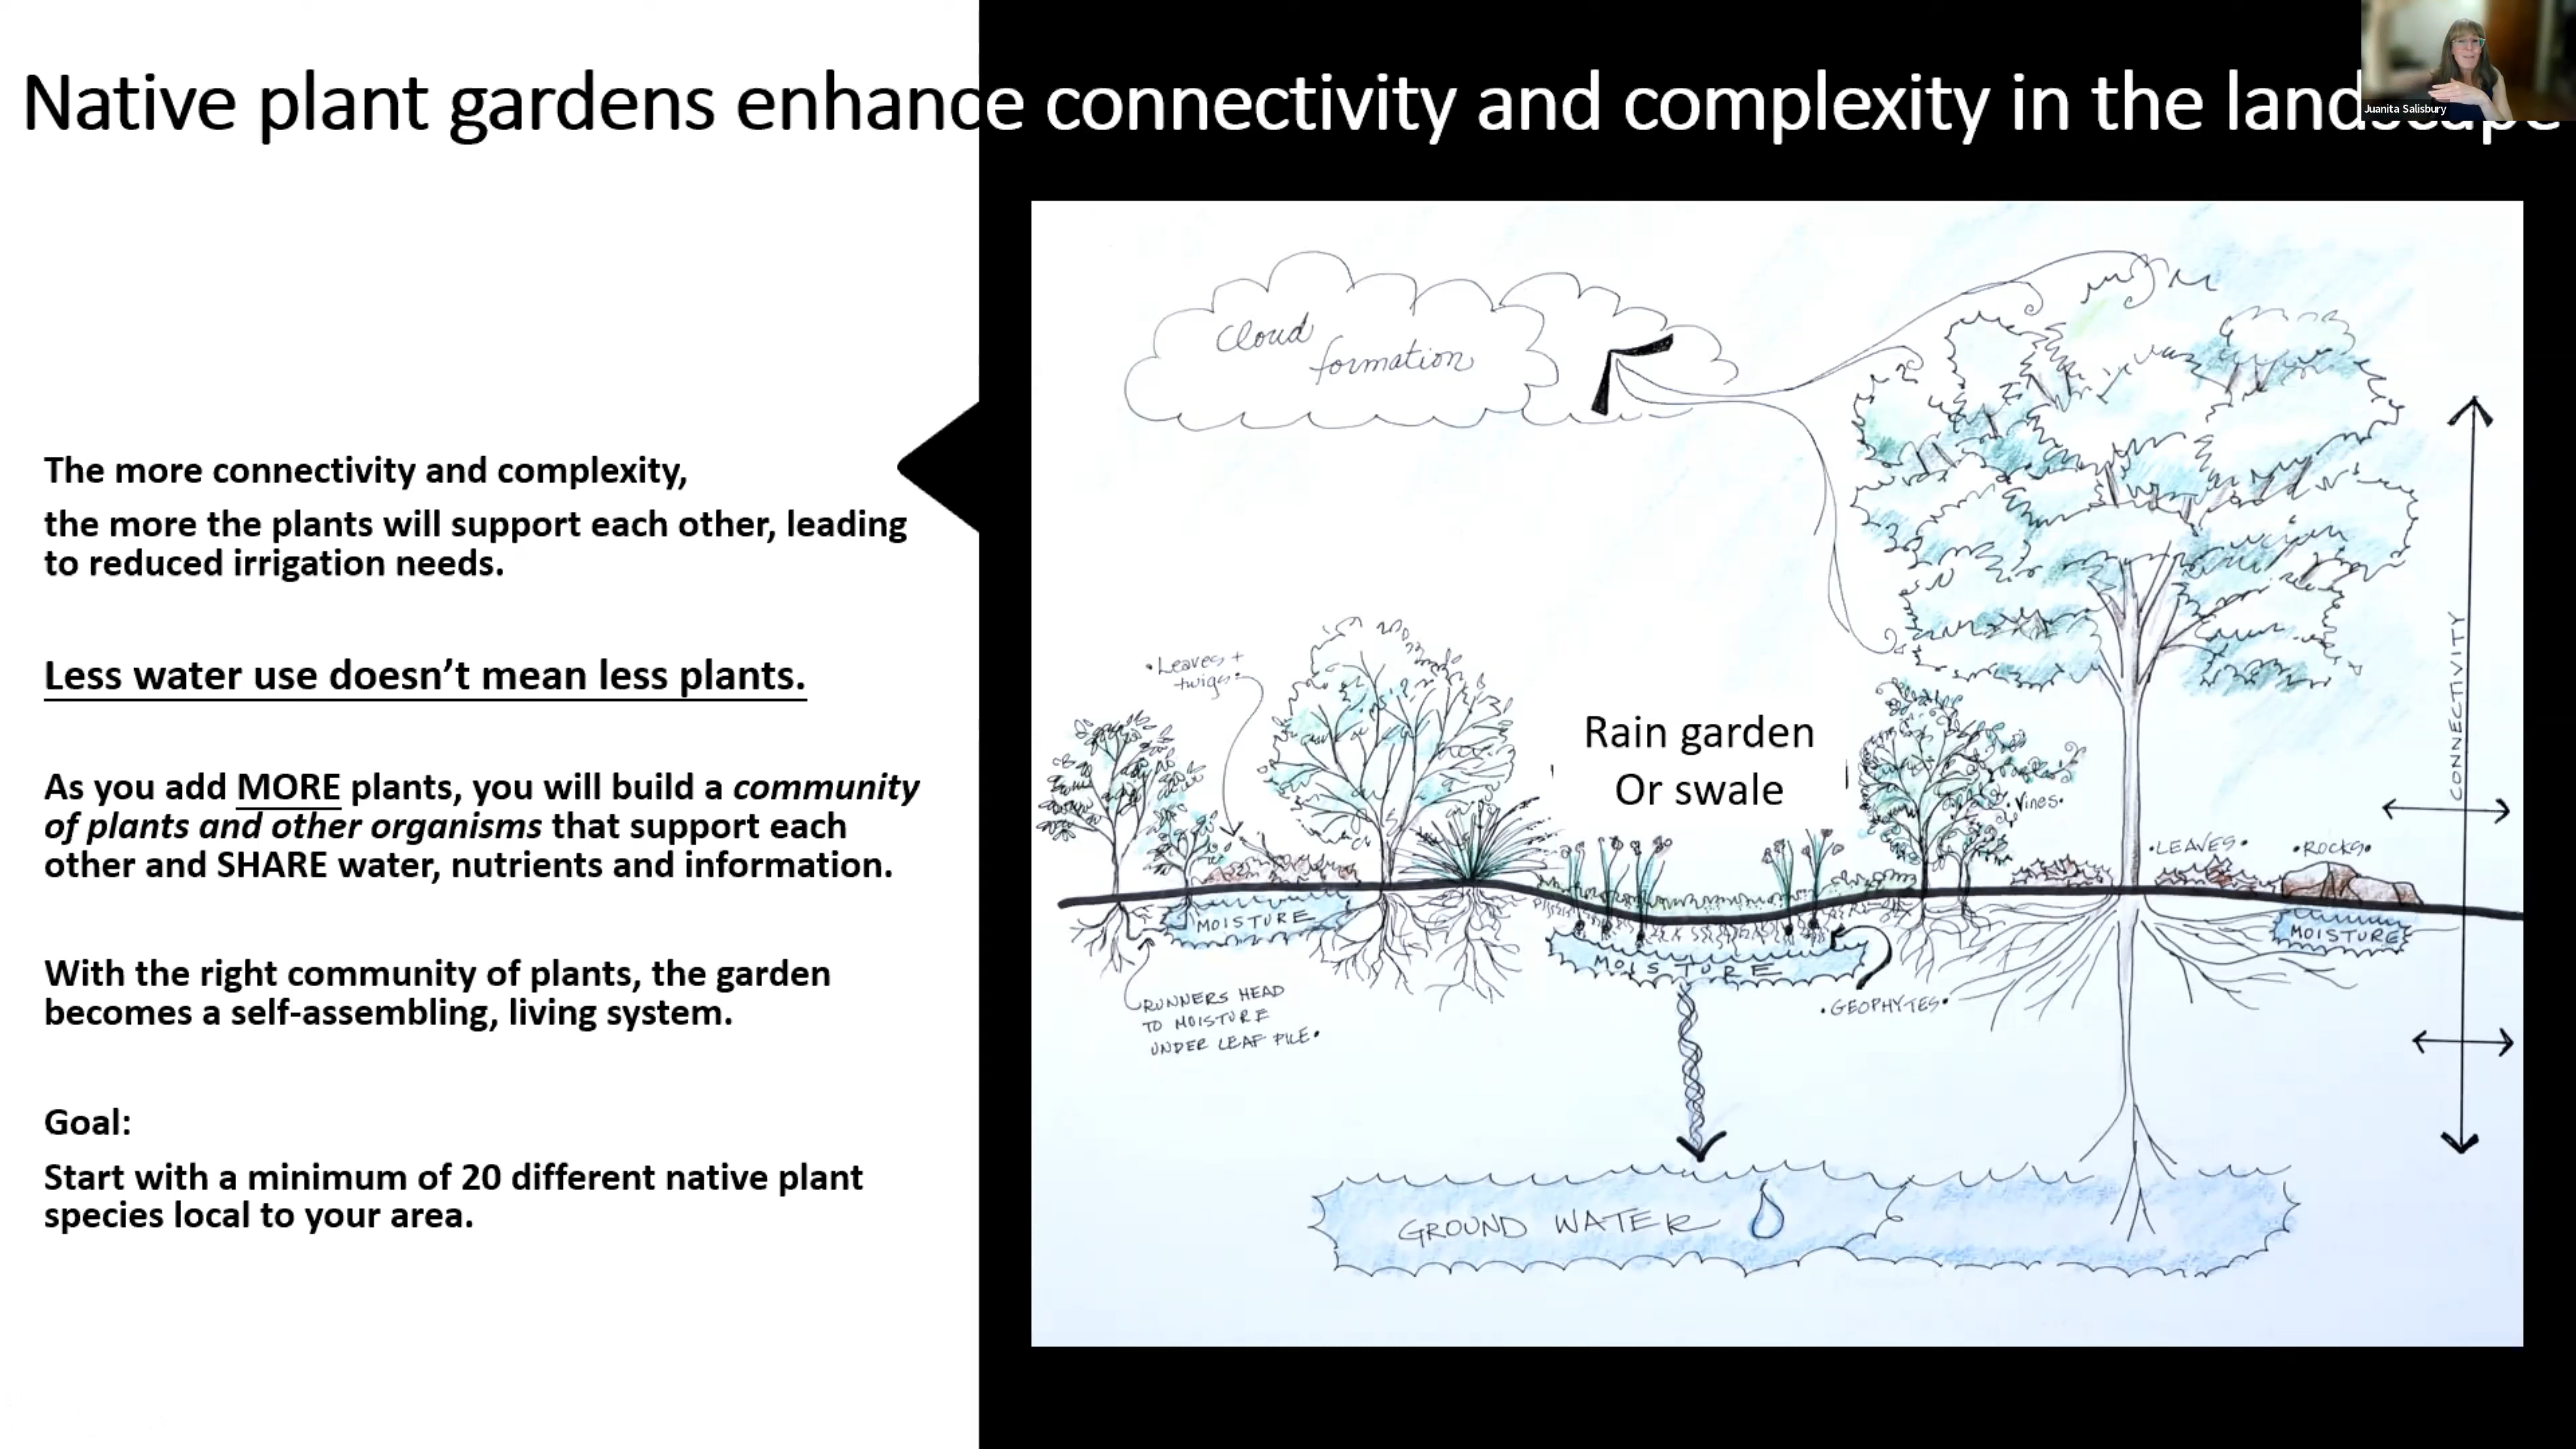 Native plant gardens enhance connectivity and complexity in the landscape
Juanita Salisbury
The more connectivity and complexity,
the more the plants will support each other, leading
to reduced irrigation needs.
Less water use doesn’t mean less plants.
As you add MORE plants, you will build a community
of plants and other organisms that support each
other and SHARE water, nutrients and information.
With the right community of plants, the garden
becomes a self-assembling, living system.
Goal:
Start with a minimum of 20 different native plant
species local to your area.
Cloud
formation
•Leaves +
twigs•
Rain garden
Or swale
•Vines•
CONNECTIVITY
•LEAVES•
•ROCKS•
MOISTURE
MOISTURE
MOISTURE
RUNNERS HEAD
TO MOISTURE
UNDER LEAF PILE•
•GEOPHYTES•
GROUND WATER